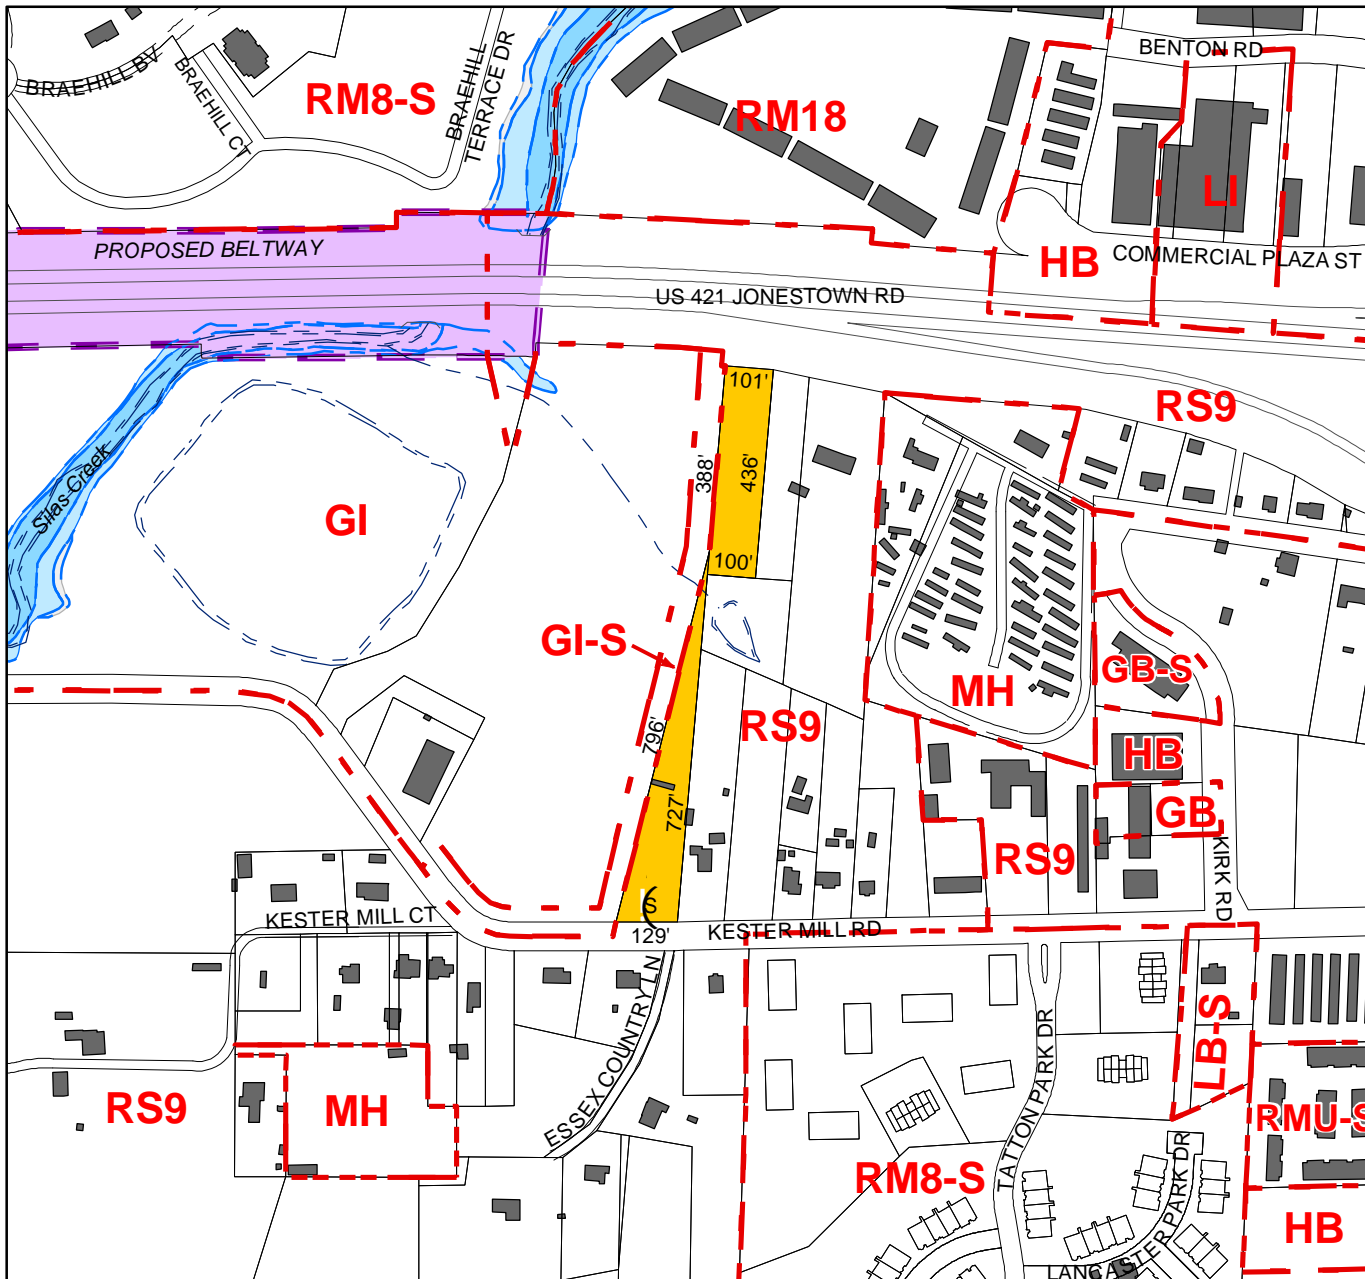 BENTON RD
BRAEHILL BV
BRAEHILL CT
RM8-S
BRAEHILL
TERRACE DR
RM18
LI
PROPOSED BELTWAY
HB
COMMERCIAL PLAZA ST
US 421 JONESTOWN RD
101'
RS9
388'
436'
Silas Creek
GI
100'
GI-S
MH
GB-S
RS9
796'
HB
727'
GB
RS9
KIRK RD
S
KESTER MILL CT
129'
KESTER MILL RD
ESSEX COUNTRY LN
TATTON PARK DR
LB-S
RS9
MH
RMU-S
RM8-S
LANCASTER PARK DR
HB